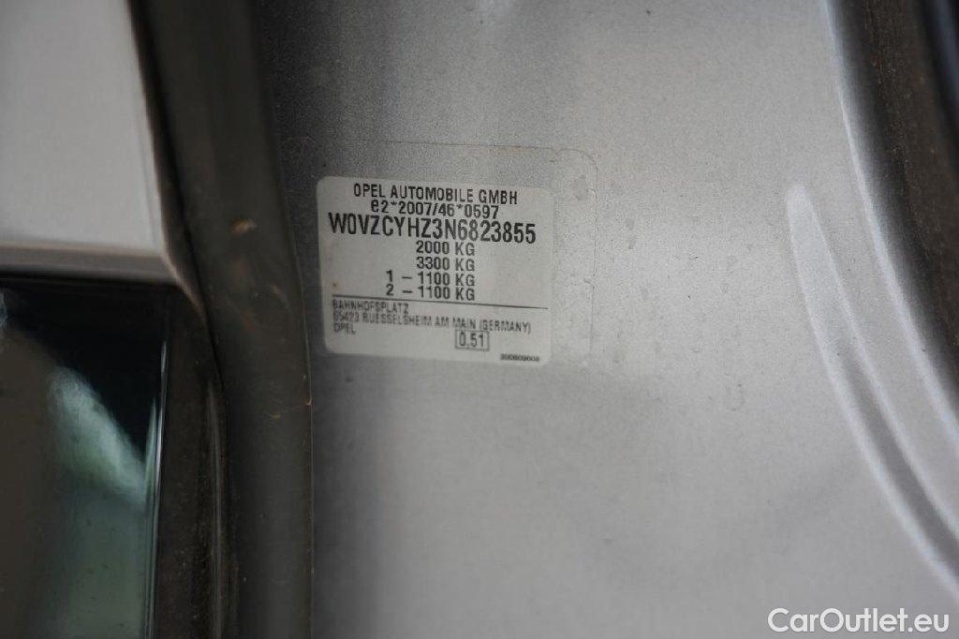 OPEL AUTOMOBILE GMBH
e2*2007/46*0597
W0VZCYHZ3N6823855
2000 KG
3300 KG
1 - 1100 KG
2 - 1100 KG
BAHNHOFSPLATZ
65423 RUESSELSHEIM AM MAIN (GERMANY)
OPEL
0.51
CarOutlet.eu